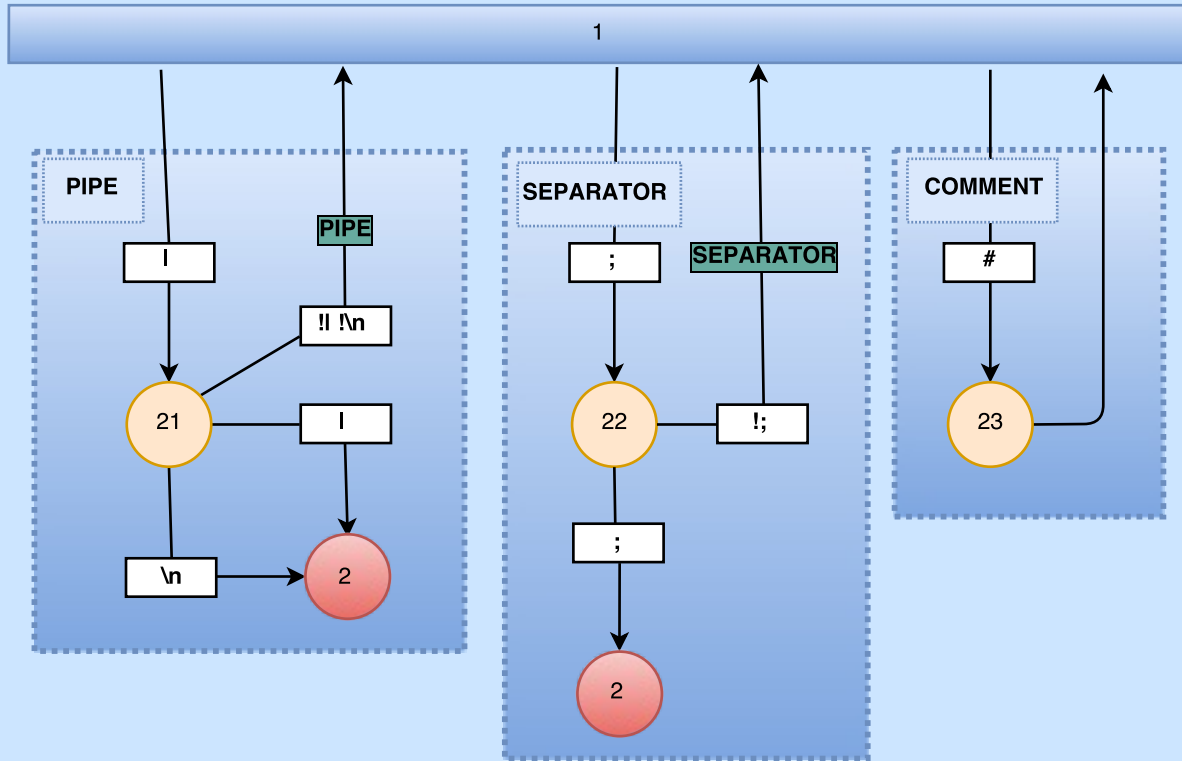 1
PIPE
PIPE
|
!| !\n
21
|
\n
2
SEPARATOR
;
SEPARATOR
22
!;
;
2
COMMENT
#
23